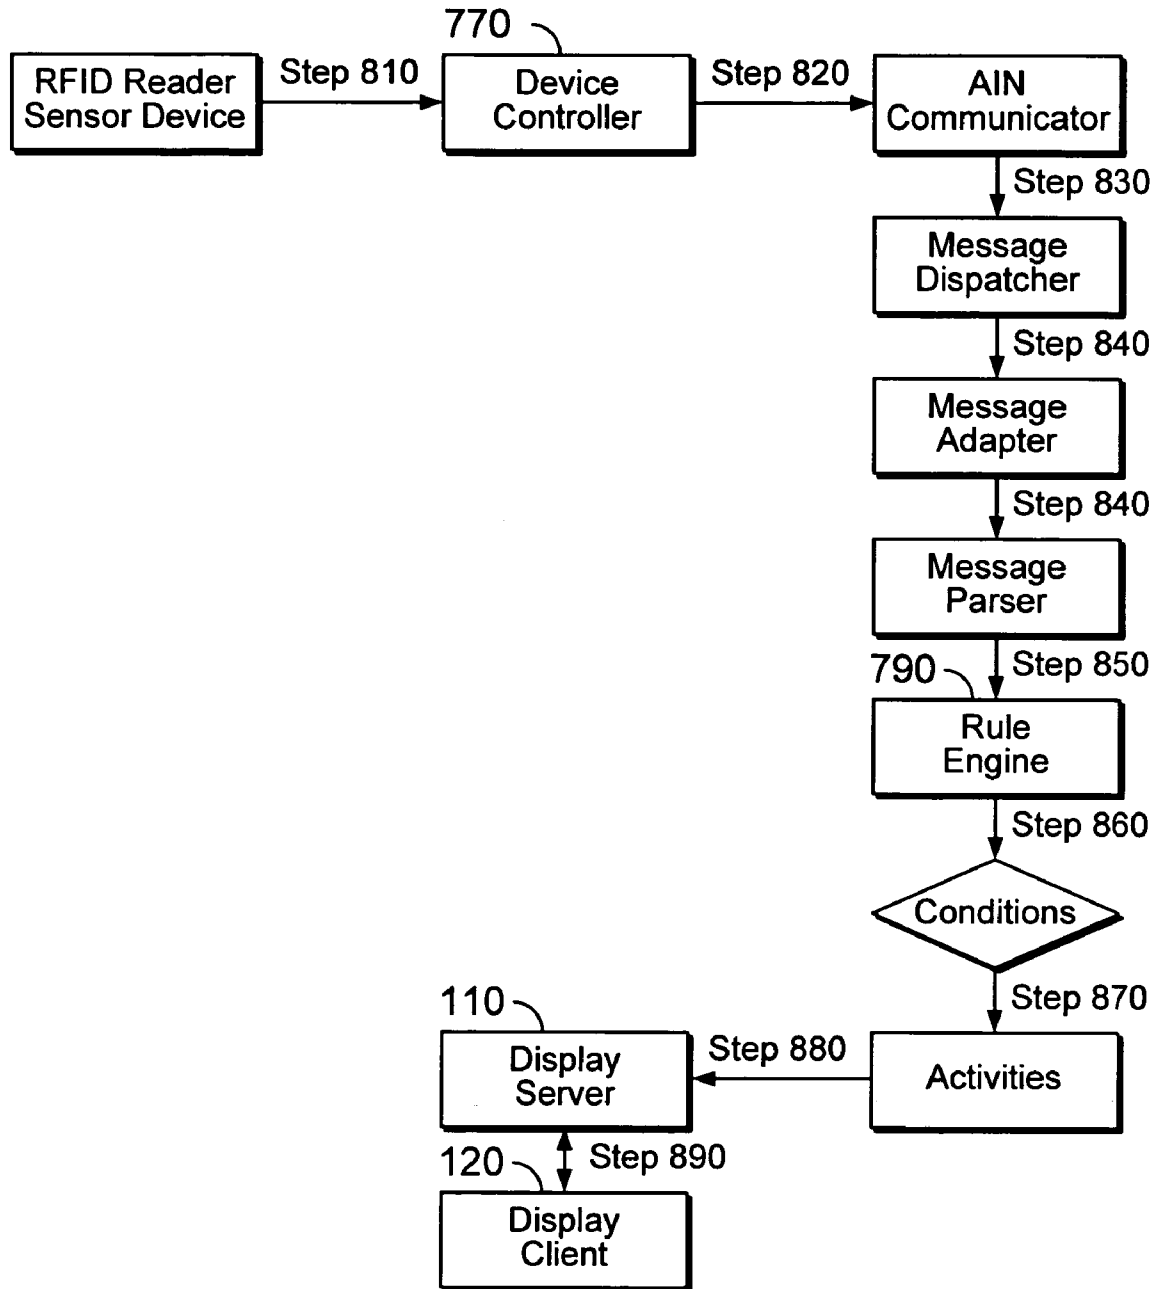 770
RFID Reader
Sensor Device
Step 810
Device
Controller
Step 820
AIN
Communicator
Step 830
Message
Dispatcher
Step 840
Message
Adapter
Step 840
Message
Parser
Step 850
790
Rule
Engine
Step 860
Conditions
Step 870
Activities
Step 880
110
Display
Server
Step 890
120
Display
Client